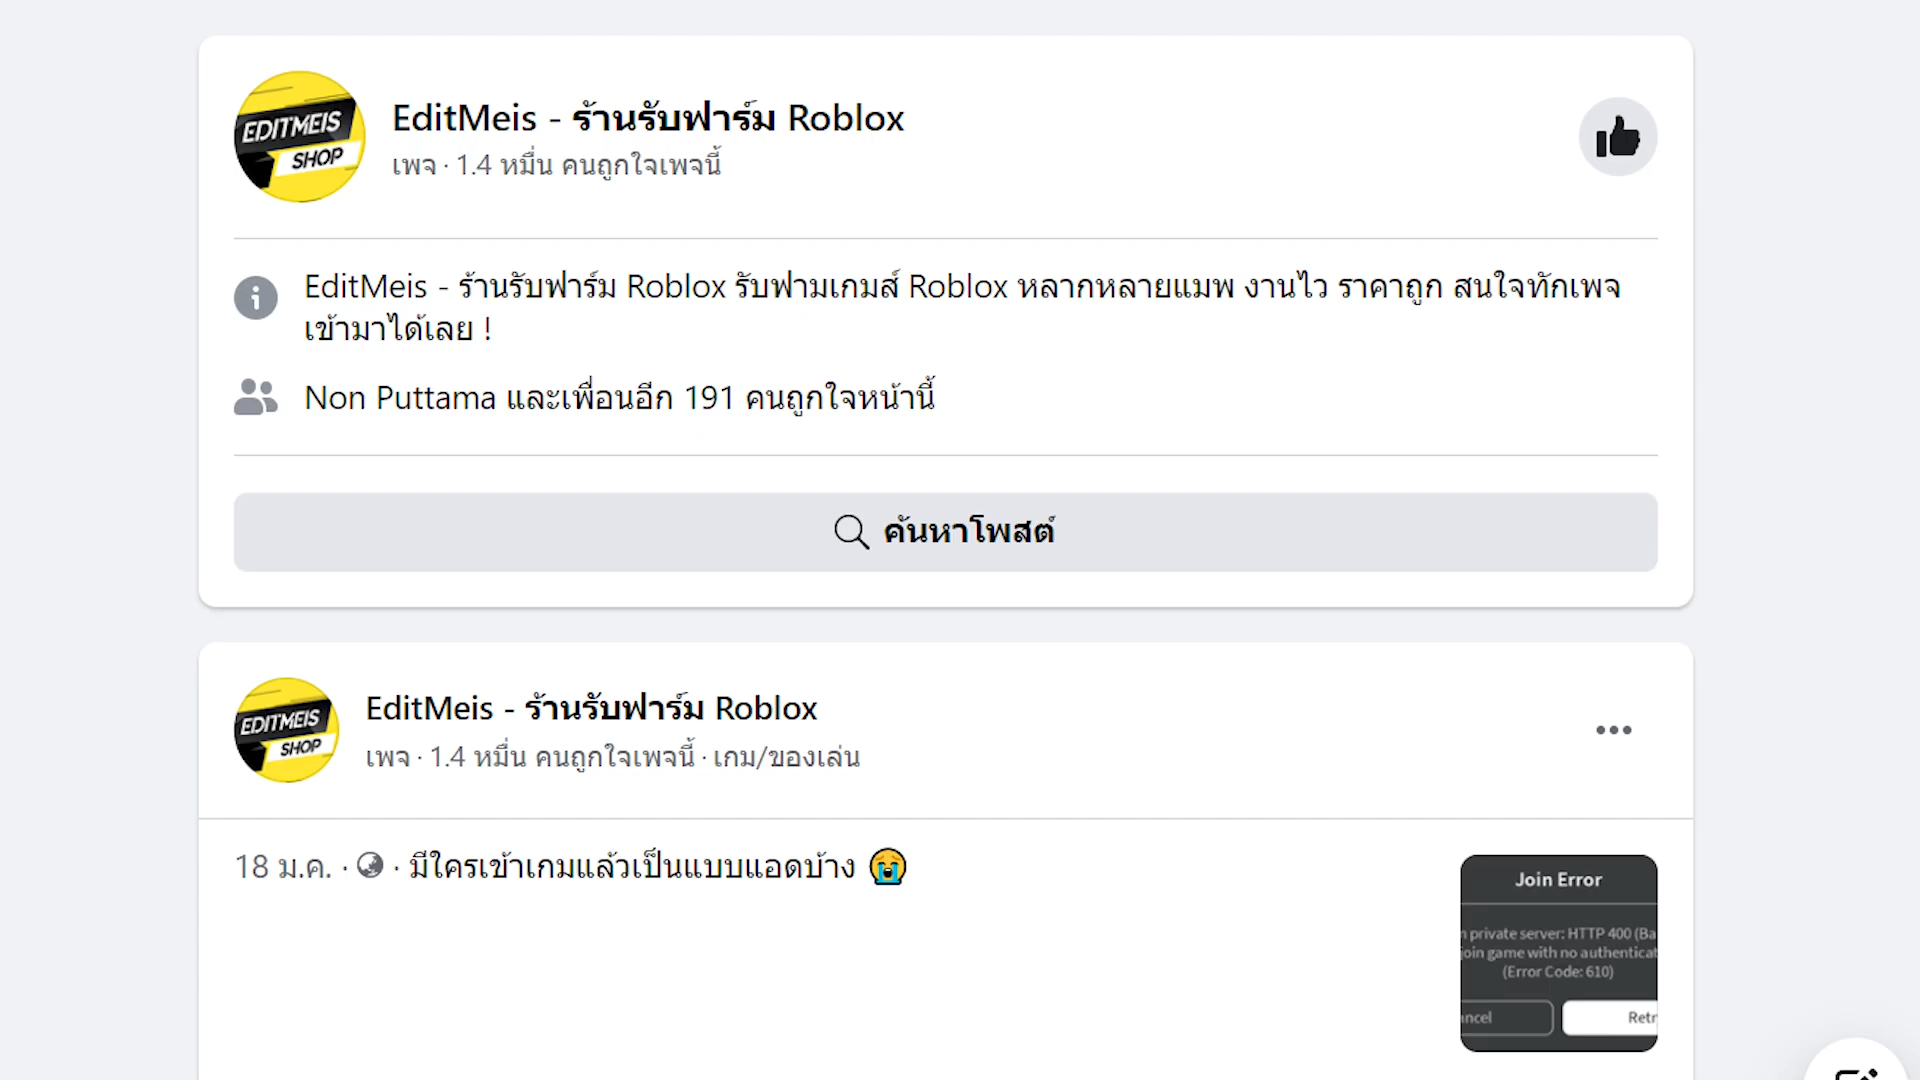 EDITMEIS
SHOP
EditMeis - ร้านรับฟาร์ม Roblox
เพจ · 1.4 หมื่น คนถูกใจเพจนี้
EditMeis - ร้านรับฟาร์ม Roblox รับฟามเกมส์ Roblox หลากหลายแมพ งานไว ราคาถูก สนใจทักเพจ
เข้ามาได้เลย !
Non Puttama และเพื่อนอีก 191 คนถูกใจหน้านี้
ค้นหาโพสต์
EDITMEIS
SHOP
EditMeis - ร้านรับฟาร์ม Roblox
เพจ · 1.4 หมื่น คนถูกใจเพจนี้ · เกม/ของเล่น
18 ม.ค. · มีใครเข้าเกมแล้วเป็นแบบแอดบ้าง 😭
Join Error
private server: HTTP 400 (Ba
join game with no authenticat
(Error Code: 610)
ncel
Retr